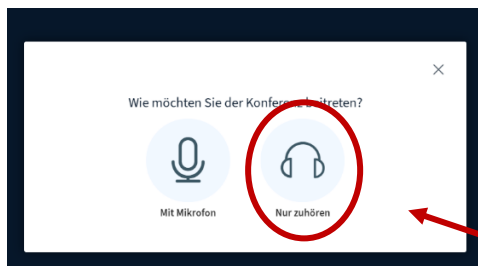 Wie möchten Sie der Konferenz beitreten?
Mit Mikrofon
Nur zuhören